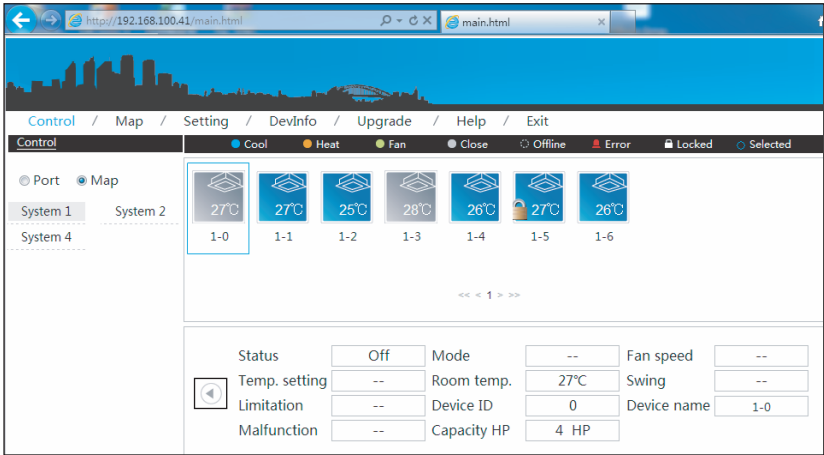 http://192.168.100.41/main.html
main.html
Control / Map / Setting / DevInfo / Upgrade / Help / Exit
Control
Cool Heat Fan Close Offline Error Locked Selected
Port Map
System 1 System 2
System 4
27℃ 27℃ 25℃ 28℃ 26℃ 27℃ 26℃
1-0 1-1 1-2 1-3 1-4 1-5 1-6
<< < 1 > >>
Status Off Mode -- Fan speed --
Temp. setting -- Room temp. 27℃ Swing --
Limitation -- Device ID 0 Device name 1-0
Malfunction -- Capacity HP 4 HP